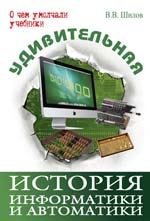 О чем умолчали
учебники
В.В. Шилов
УДИВИТЕЛЬНАЯ
ИСТОРИЯ
ИНФОРМАТИКИ
И АВТОМАТИКИ